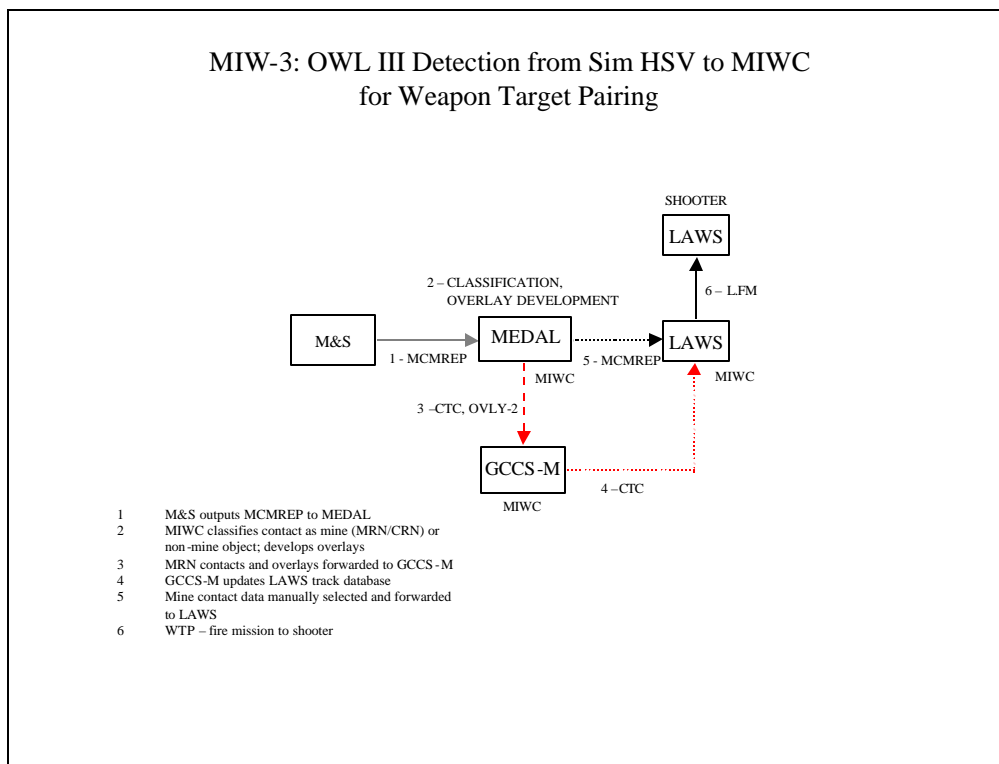 MIW-3: OWL III Detection from Sim HSV to MIWC
for Weapon Target Pairing
SHOOTER
LAWS
2 – CLASSIFICATION,
OVERLAY DEVELOPMENT
6 – LFM
M&S
MEDAL
LAWS
1 - MCMREP
5 - MCMREP
MIWC
MIWC
3 –CTC, OVLY-2
GCCS-M
4 –CTC
MIWC
1 M&S outputs MCMREP to MEDAL
2 MIWC classifies contact as mine (MRN/CRN) or
non-mine object; develops overlays
3 MRN contacts and overlays forwarded to GCCS-M
4 GCCS-M updates LAWS track database
5 Mine contact data manually selected and forwarded
to LAWS
6 WTP – fire mission to shooter